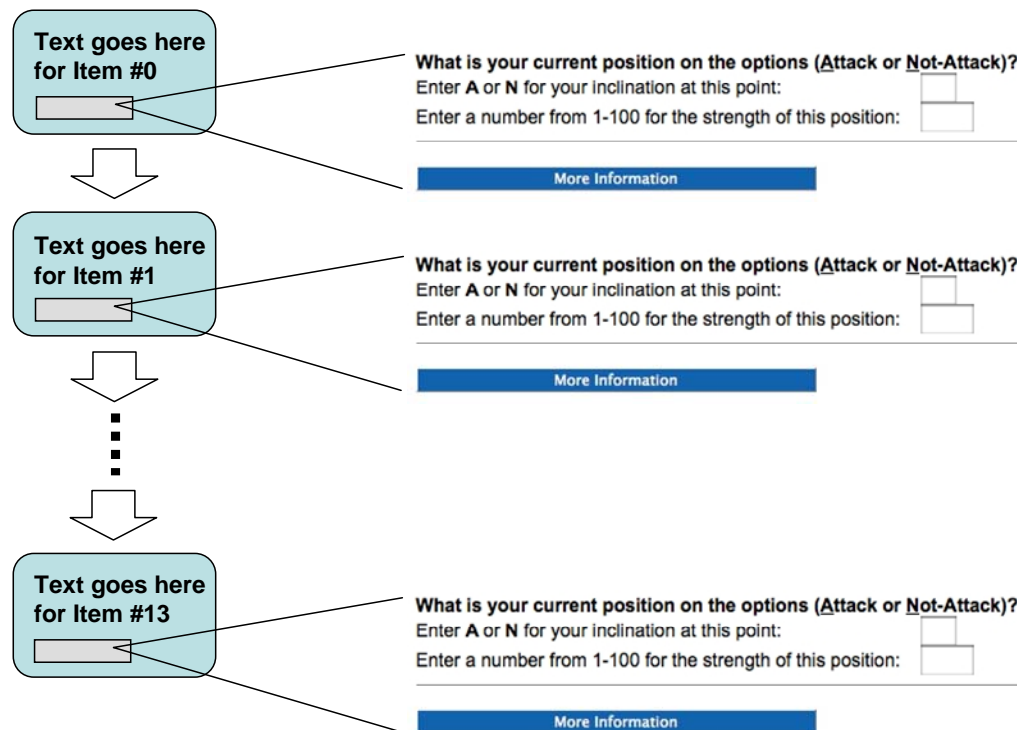 Text goes here
for Item #0
What is your current position on the options (Attack or Not-Attack)?
Enter A or N for your inclination at this point:
Enter a number from 1-100 for the strength of this position:
More Information
Text goes here
for Item #1
What is your current position on the options (Attack or Not-Attack)?
Enter A or N for your inclination at this point:
Enter a number from 1-100 for the strength of this position:
More Information
Text goes here
for Item #13
What is your current position on the options (Attack or Not-Attack)?
Enter A or N for your inclination at this point:
Enter a number from 1-100 for the strength of this position:
More Information